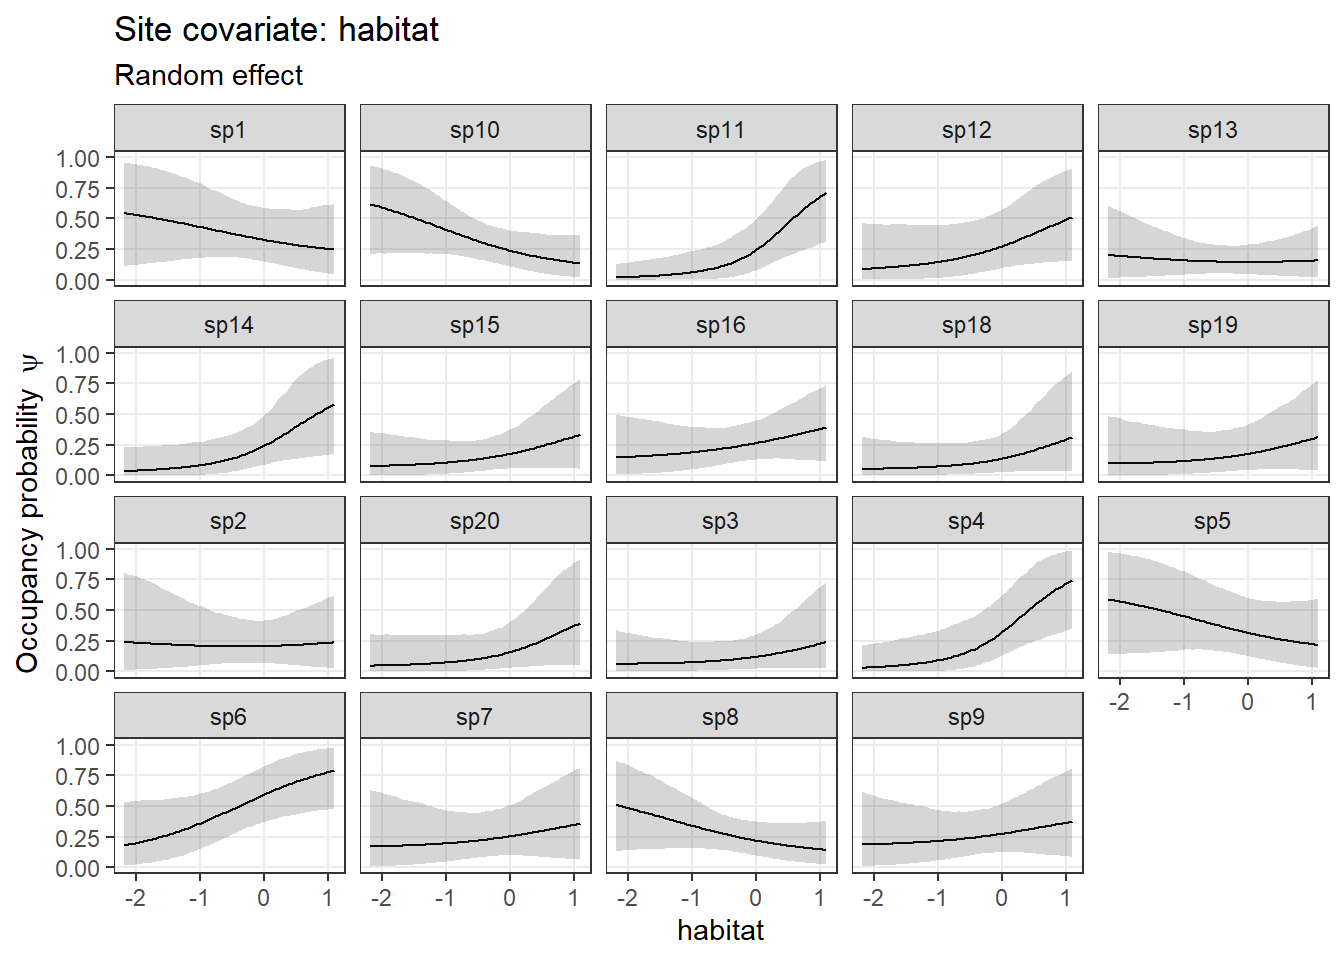 Site covariate: habitat
Random effect
sp1 sp10 sp11 sp12 sp13
1.00
0.75
0.50
0.25
0.00
sp14 sp15 sp16 sp18 sp19
1.00
0.75
0.50
0.25
0.00
sp2 sp20 sp3 sp4 sp5
1.00
0.75
0.50
0.25
0.00
-2 -1 0 1
sp6 sp7 sp8 sp9
1.00
0.75
0.50
0.25
0.00
-2 -1 0 1 -2 -1 0 1 -2 -1 0 1 -2 -1 0 1
habitat
Occupancy probability ψ